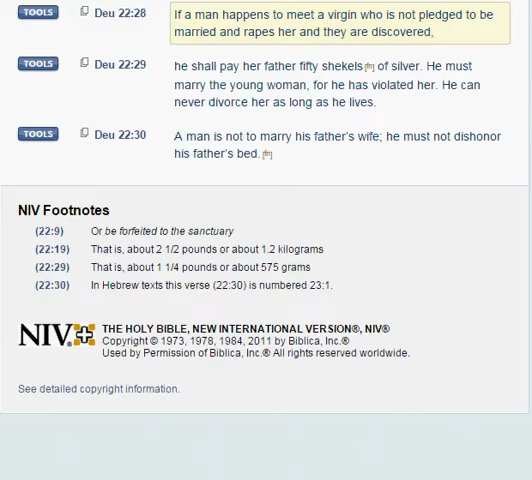 TOOLS Deu 22:28 If a man happens to meet a virgin who is not pledged to be
married and rapes her and they are discovered,
TOOLS Deu 22:29 he shall pay her father fifty shekels [fn] of silver. He must
marry the young woman, for he has violated her. He can
never divorce her as long as he lives.
TOOLS Deu 22:30 A man is not to marry his father's wife; he must not dishonor
his father's bed. [fn]
NIV Footnotes
(22:9) Or be forfeited to the sanctuary
(22:19) That is, about 2 1/2 pounds or about 1.2 kilograms
(22:29) That is, about 1 1/4 pounds or about 575 grams
(22:30) In Hebrew texts this verse (22:30) is numbered 23:1.
NIV® THE HOLY BIBLE, NEW INTERNATIONAL VERSION®, NIV®
Copyright © 1973, 1978, 1984, 2011 by Biblica, Inc.®
Used by Permission of Biblica, Inc.® All rights reserved worldwide.
See detailed copyright information.